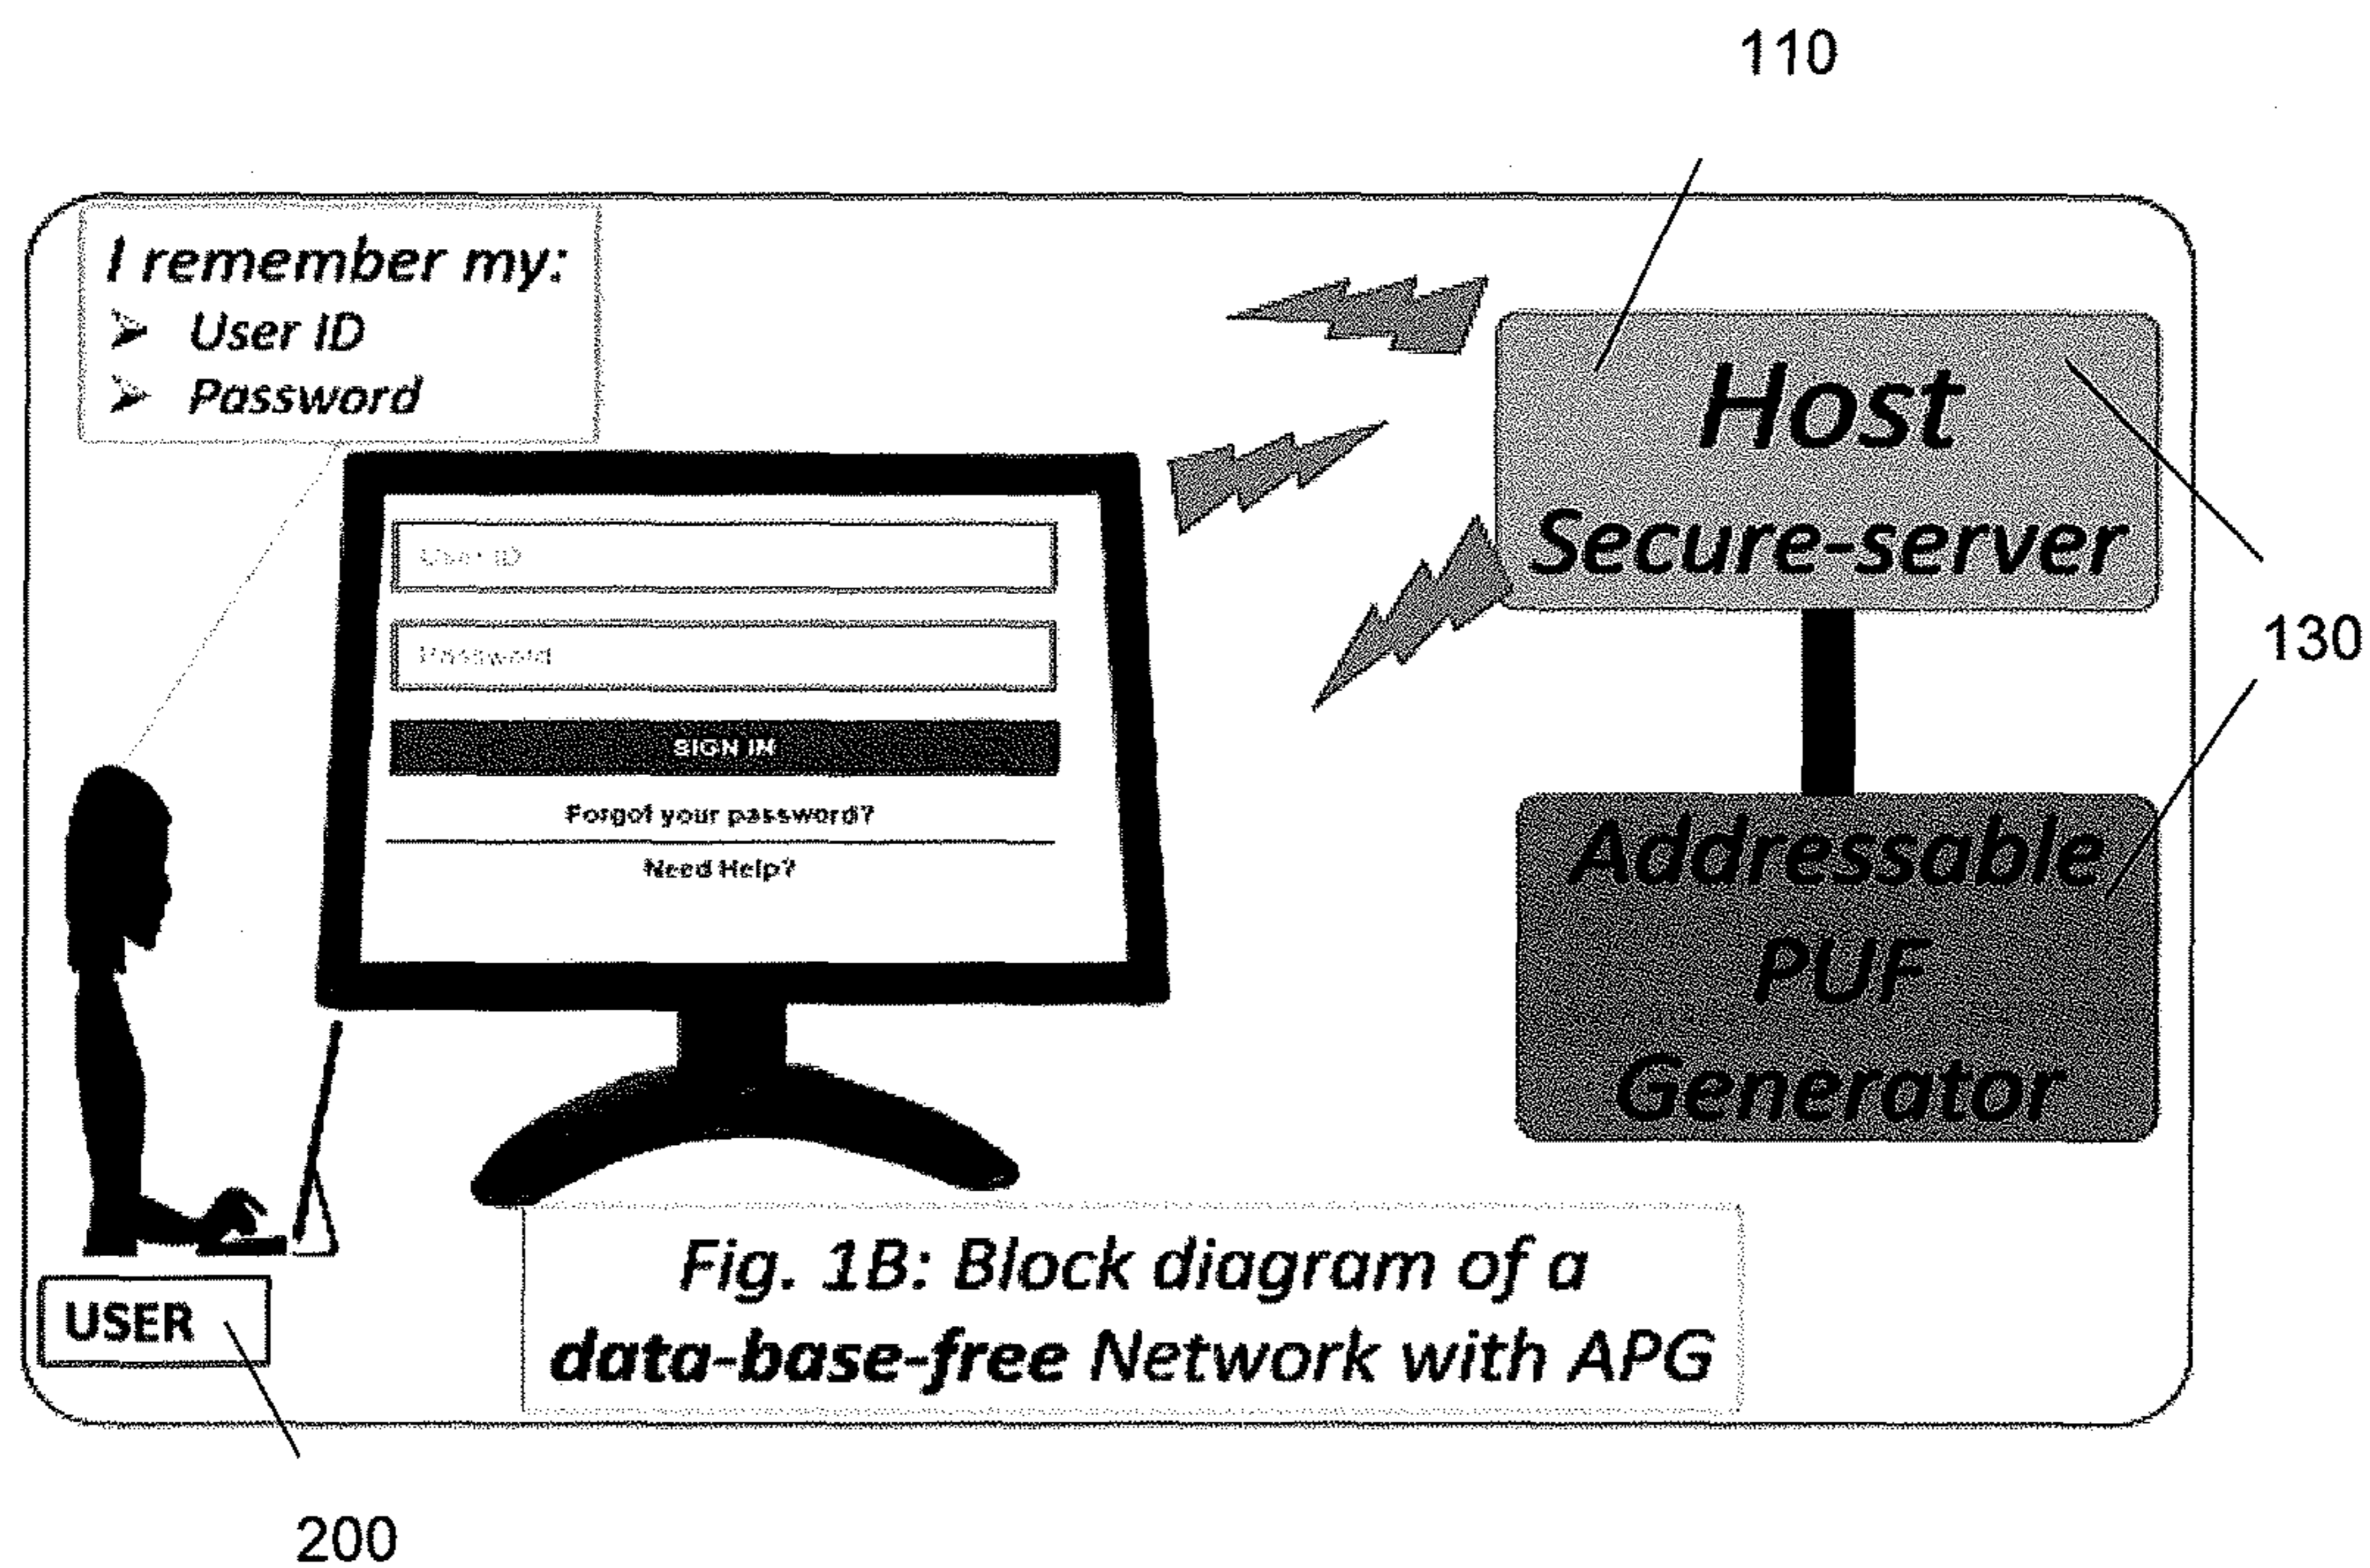 110
I remember my:
➢ User ID
➢ Password
Host
Secure-server
User ID
Password
SIGN IN
Forgot your password?
Need Help?
130
Addressable
PUF
Generator
USER
Fig. 1B: Block diagram of a
data-base-free Network with APG
200